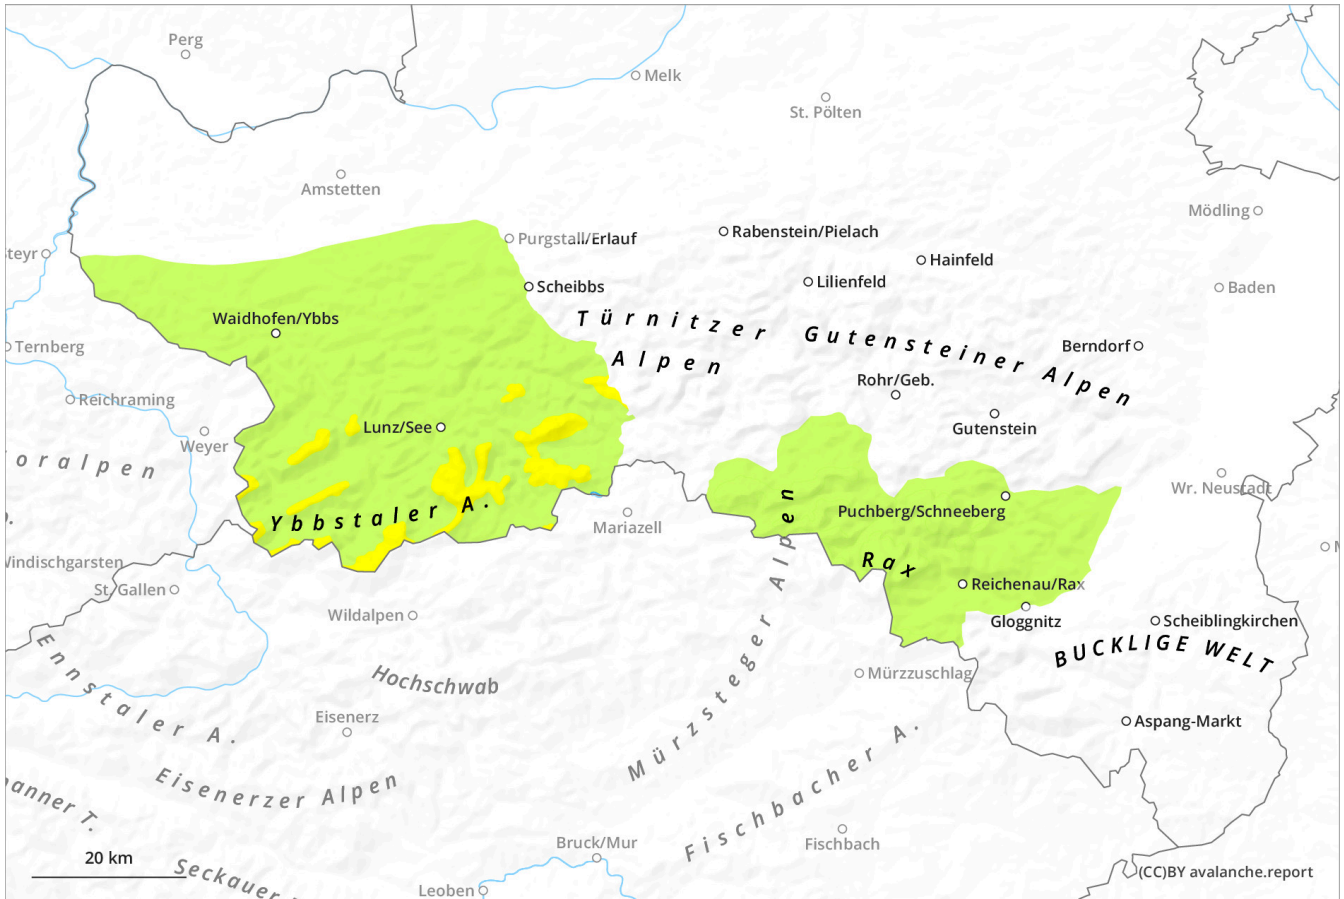 Perg
Melk
St. Pölten
Amstetten
Mödling
Purgstall/Erlauf
Rabenstein/Pielach
Hainfeld
Lilienfeld
Baden
Scheibbs
Waidhofen/Ybbs
Türnitzer
Alpen
Gutensteiner Alpen
Berndorf
Ternberg
Reichraming
Rohr/Geb.
Gutenstein
Lunz/See
Weyer
oralpen
Wr. Neustadt
Ybbstaler A.
Mariazell
Puchberg/Schneeberg
Rax
Windischgarsten
St. Gallen
Reichenau/Rax
Gloggnitz
Scheiblingkirchen
BUCKLIGE WELT
Wildalpen
Mürzsteger Alpen
Mürzzuschlag
Ennstaler A.
Hochschwab
Eisenerz
Aspang-Markt
Eisenerzer Alpen
Fischbacher A.
anner T.
Fischbach
Bruck/Mur
20 km
Seckauer
Leoben
(CC)BY avalanche.report